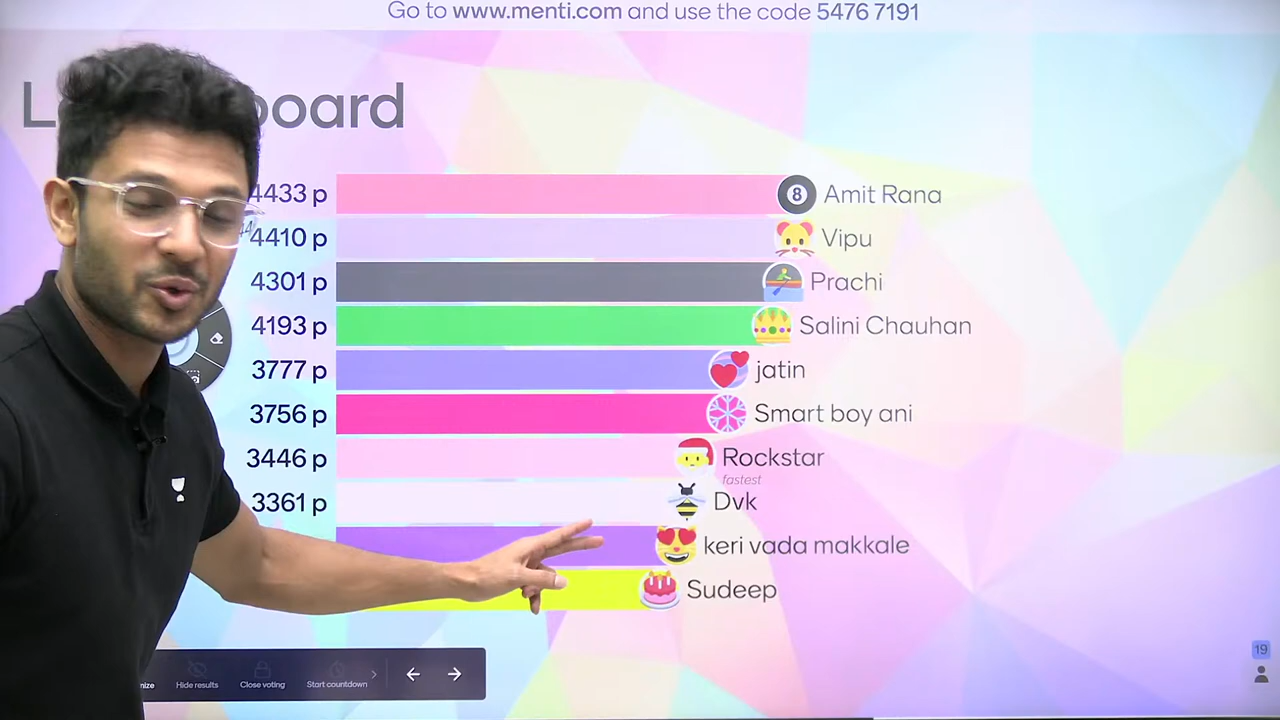 Go to www.menti.com and use the code 5476 7191
board
4433 p Amit Rana
4410 p Vipu
4301 p Prachi
4193 p Salini Chauhan
3777 p jatin
3756 p Smart boy ani
3446 p Rockstar
fastest
3361 p Dvk
keri vada makkale
Sudeep
Hide results Close voting Start countdown
19